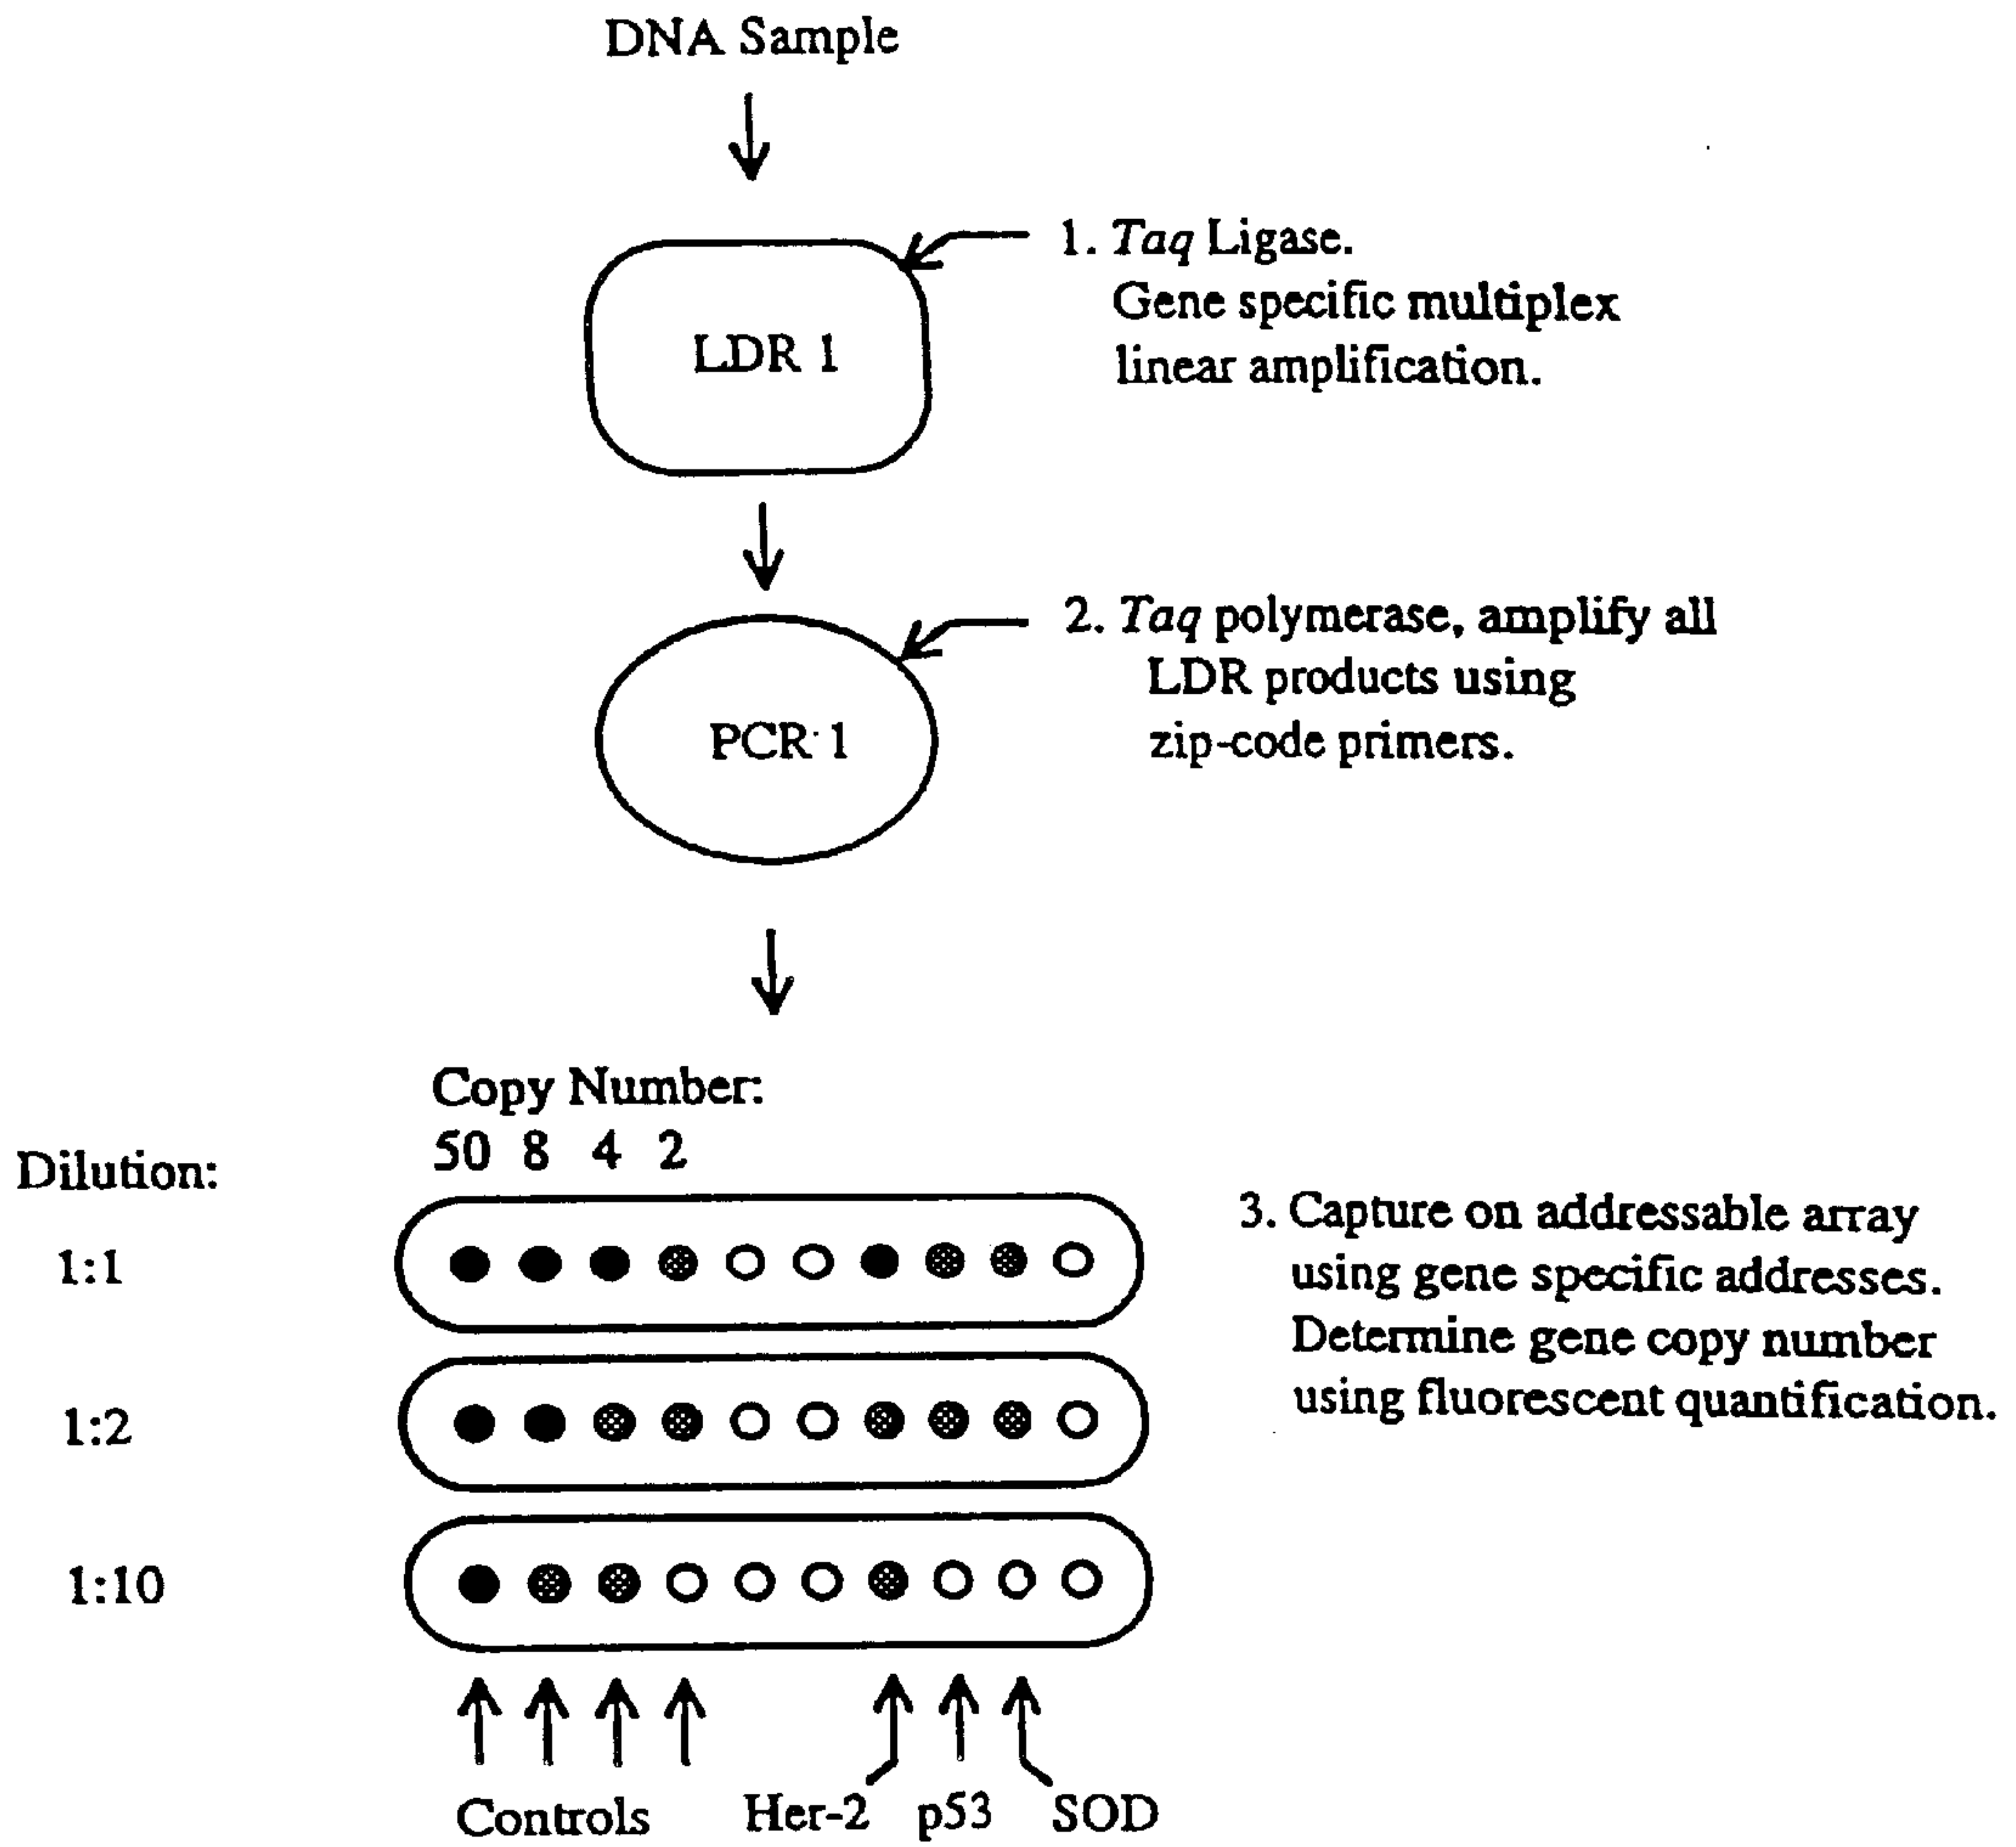 DNA Sample
1. Taq Ligase.
Gene specific multiplex
linear amplification.
LDR 1
2. Taq polymerase, amplify all
LDR products using
zip-code primers.
PCR 1
Copy Number:
50 8 4 2
Dilution:
1:1
1:2
1:10
3. Capture on addressable array
using gene specific addresses.
Determine gene copy number
using fluorescent quantification.
Controls
Her-2
p53
SOD